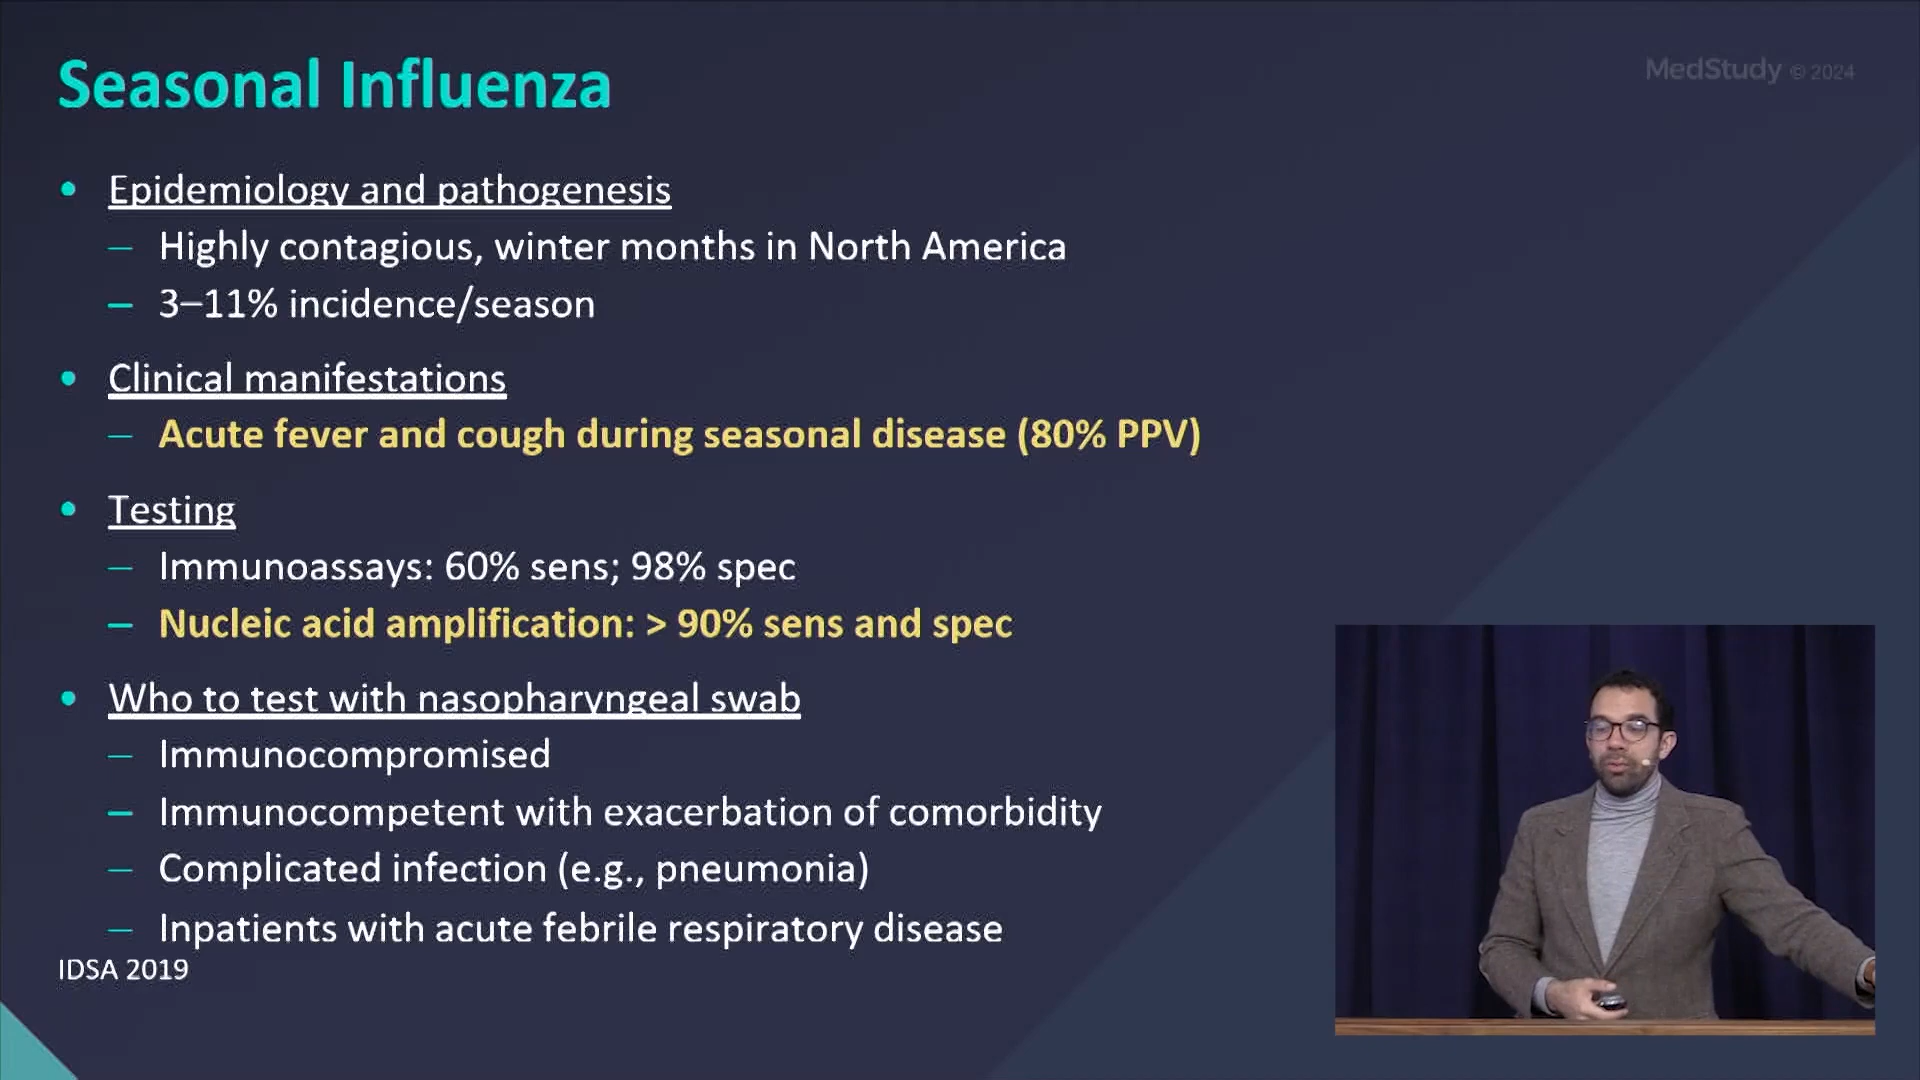 Seasonal Influenza
MedStudy © 2024
• Epidemiology and pathogenesis
– Highly contagious, winter months in North America
– 3–11% incidence/season
• Clinical manifestations
– Acute fever and cough during seasonal disease (80% PPV)
• Testing
– Immunoassays: 60% sens; 98% spec
– Nucleic acid amplification: > 90% sens and spec
• Who to test with nasopharyngeal swab
– Immunocompromised
– Immunocompetent with exacerbation of comorbidity
– Complicated infection (e.g., pneumonia)
– Inpatients with acute febrile respiratory disease
IDSA 2019